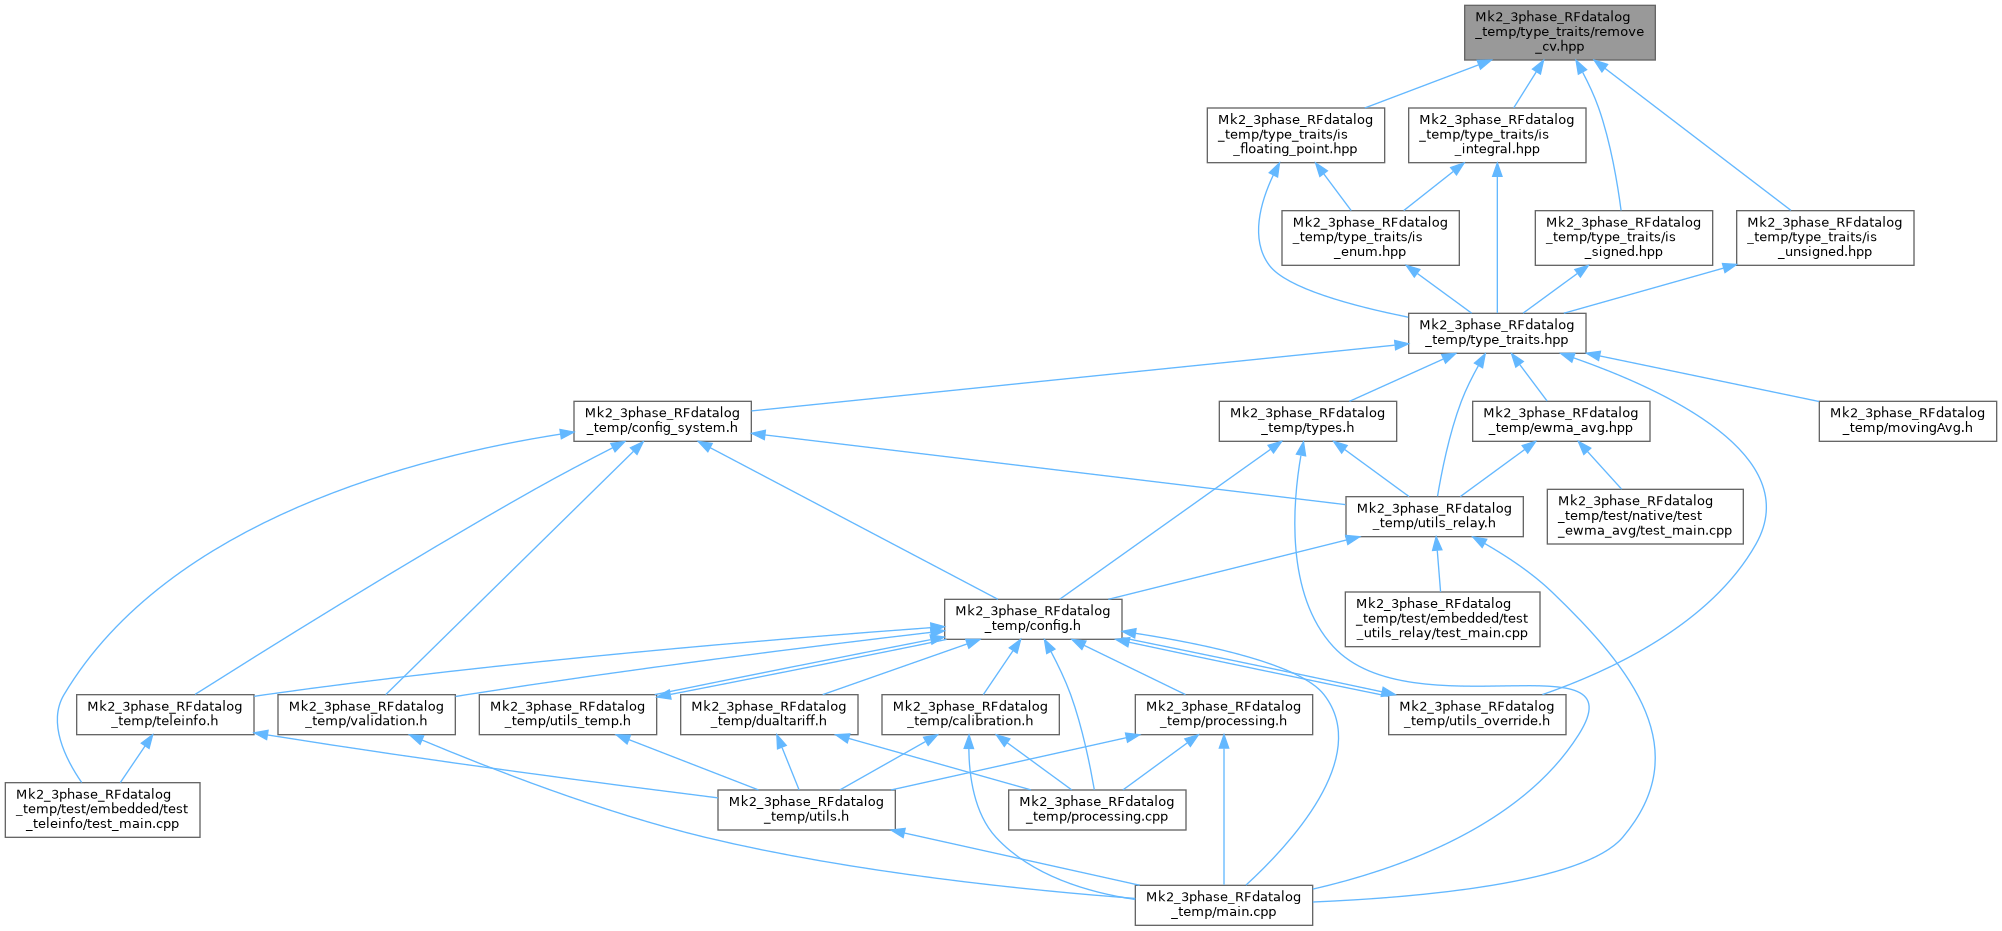 Mk2_3phase_RFdatalog
_temp/type_traits/remove
_cv.hpp
Mk2_3phase_RFdatalog
_temp/type_traits/is
_floating_point.hpp
Mk2_3phase_RFdatalog
_temp/type_traits/is
_integral.hpp
Mk2_3phase_RFdatalog
_temp/type_traits/is
_enum.hpp
Mk2_3phase_RFdatalog
_temp/type_traits/is
_signed.hpp
Mk2_3phase_RFdatalog
_temp/type_traits/is
_unsigned.hpp
Mk2_3phase_RFdatalog
_temp/type_traits.hpp
Mk2_3phase_RFdatalog
_temp/config_system.h
Mk2_3phase_RFdatalog
_temp/types.h
Mk2_3phase_RFdatalog
_temp/ewma_avg.hpp
Mk2_3phase_RFdatalog
_temp/movingAvg.h
Mk2_3phase_RFdatalog
_temp/utils_relay.h
Mk2_3phase_RFdatalog
_temp/test/native/test
_ewma_avg/test_main.cpp
Mk2_3phase_RFdatalog
_temp/config.h
Mk2_3phase_RFdatalog
_temp/test/embedded/test
_utils_relay/test_main.cpp
Mk2_3phase_RFdatalog
_temp/teleinfo.h
Mk2_3phase_RFdatalog
_temp/validation.h
Mk2_3phase_RFdatalog
_temp/utils_temp.h
Mk2_3phase_RFdatalog
_temp/dualtariff.h
Mk2_3phase_RFdatalog
_temp/calibration.h
Mk2_3phase_RFdatalog
_temp/processing.h
Mk2_3phase_RFdatalog
_temp/utils_override.h
Mk2_3phase_RFdatalog
_temp/test/embedded/test
_teleinfo/test_main.cpp
Mk2_3phase_RFdatalog
_temp/utils.h
Mk2_3phase_RFdatalog
_temp/processing.cpp
Mk2_3phase_RFdatalog
_temp/main.cpp